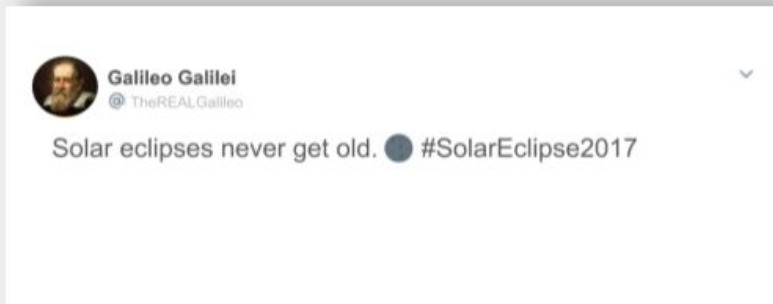 Galileo Galilei
@ TheREALGalileo
Solar eclipses never get old. 🌑 #SolarEclipse2017